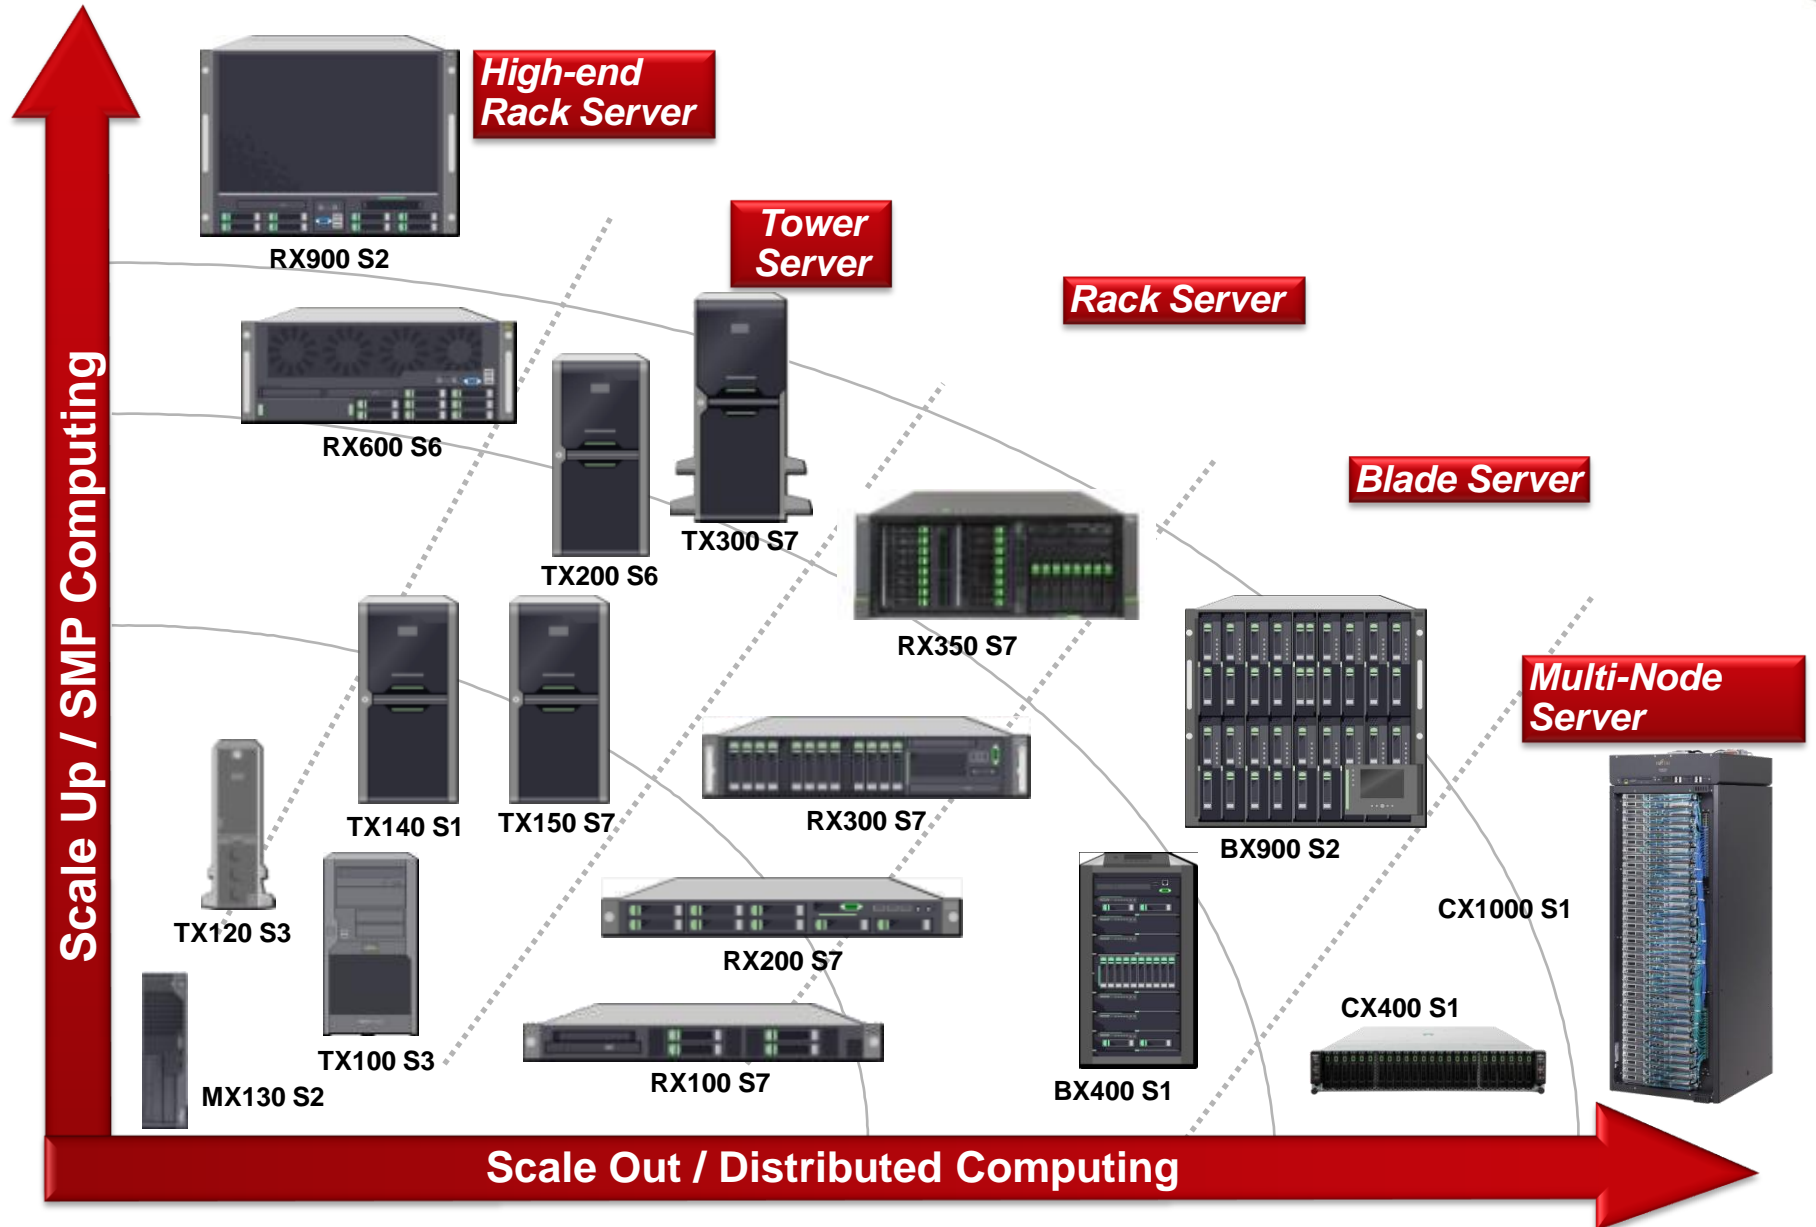 High-end
Rack Server
RX900 S2
Tower
Server
Rack Server
RX600 S6
TX200 S6
TX300 S7
Blade Server
RX350 S7
TX140 S1
TX150 S7
RX300 S7
BX900 S2
Multi-Node
Server
TX120 S3
RX200 S7
CX1000 S1
CX400 S1
TX100 S3
MX130 S2
RX100 S7
BX400 S1
Scale Up / SMP Computing
Scale Out / Distributed Computing